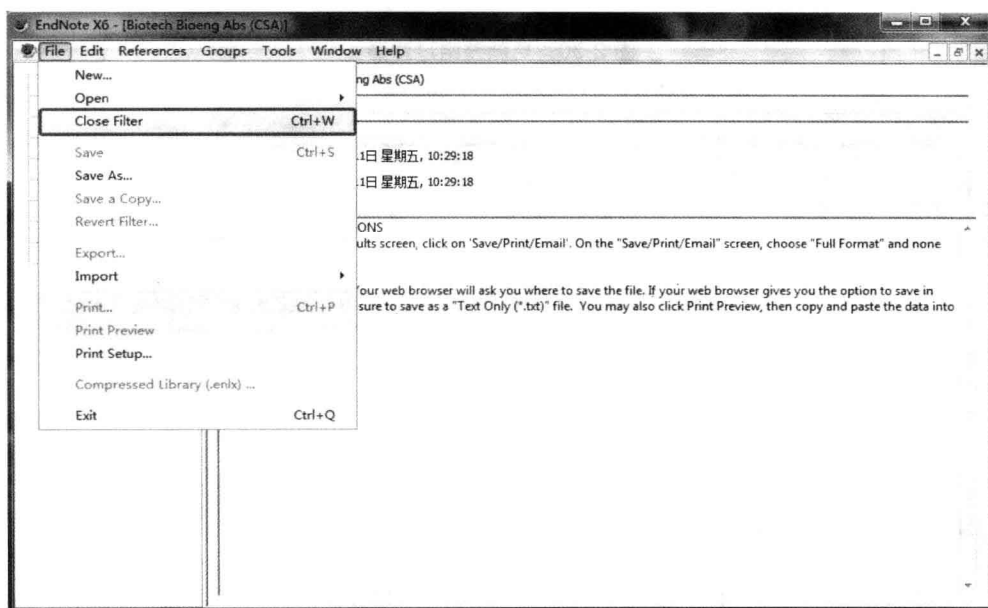 EndNote X6 - [Biotech Bioeng Abs (CSA)]
File Edit References Groups Tools Window Help
New...
ng Abs (CSA)
Open
Close Filter Ctrl+W
Save Ctrl+S
1日 星期五, 10:29:18
Save As...
1日 星期五, 10:29:18
Save a Copy...
Revert Filter...
ONS
ults screen, click on 'Save/Print/Email'. On the "Save/Print/Email" screen, choose "Full Format" and none
Export...
Import
our web browser will ask you where to save the file. If your web browser gives you the option to save in
Print... Ctrl+P
sure to save as a "Text Only (*.txt)" file. You may also click Print Preview, then copy and paste the data into
Print Preview
Print Setup...
Compressed Library (.enlx) ...
Exit Ctrl+Q